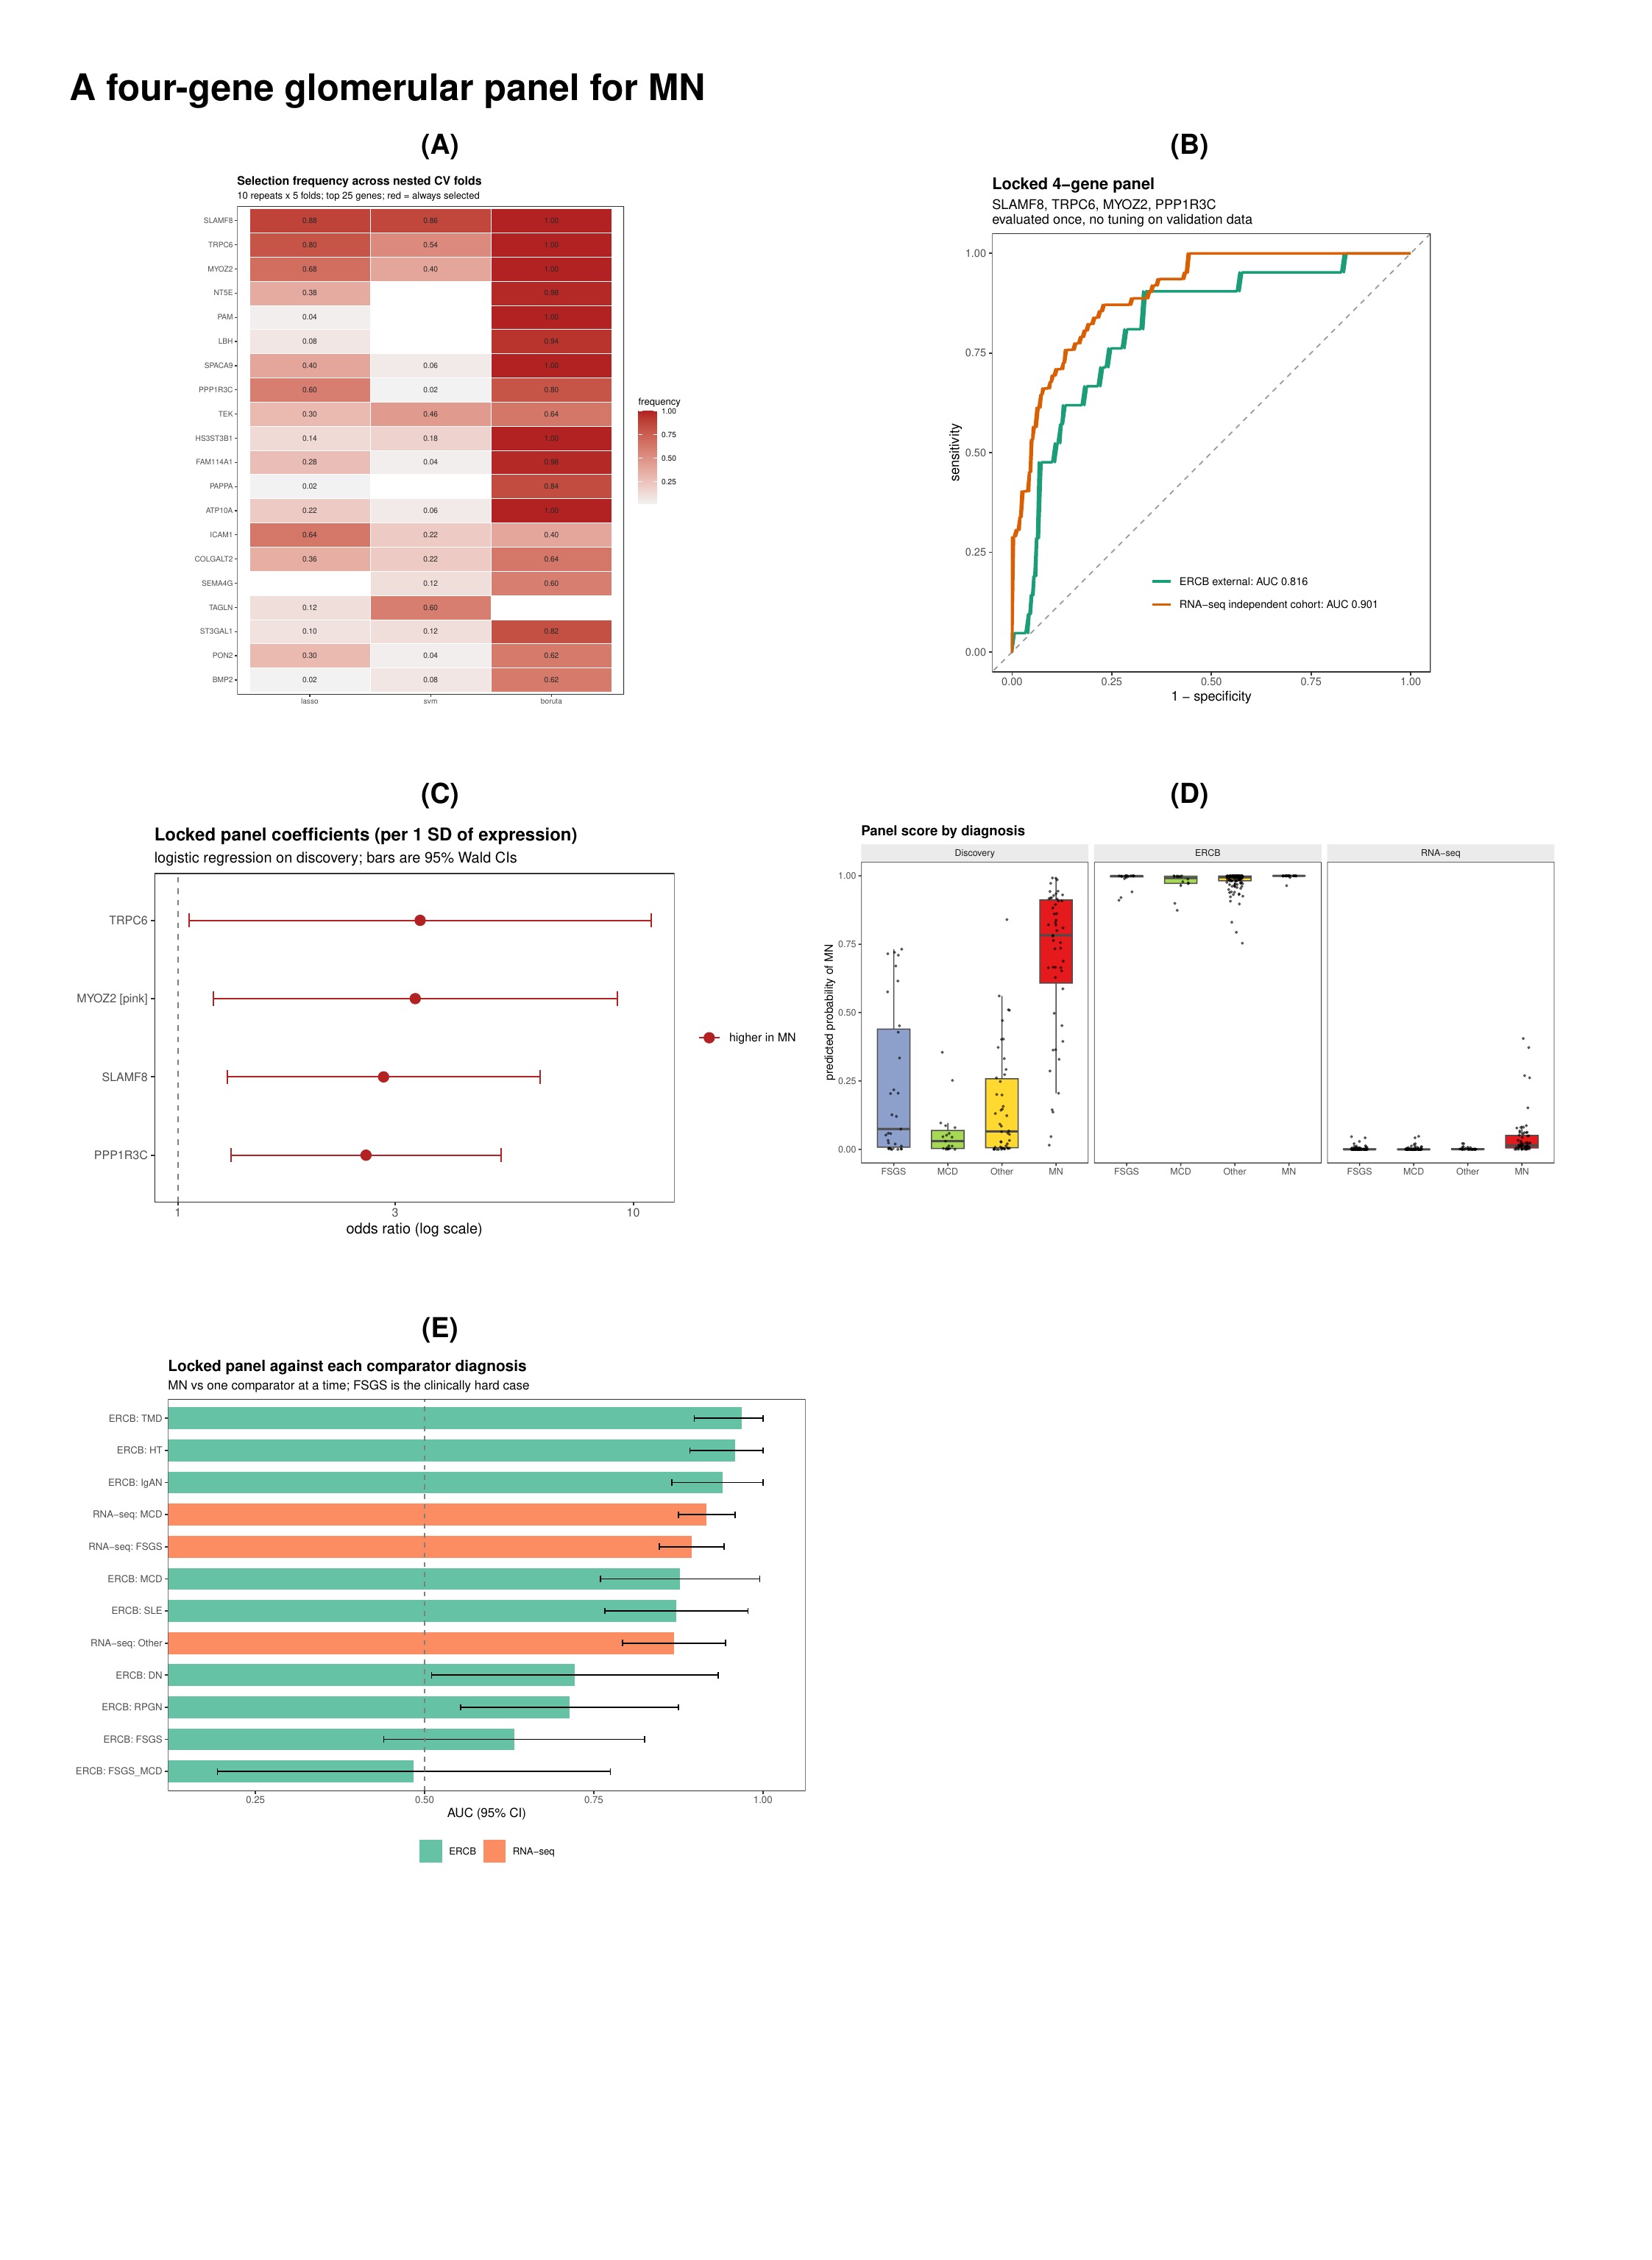 A four-gene glomerular panel for MN
(A)
Selection frequency across nested CV folds
10 repeats x 5 folds; top 25 genes; red = always selected
SLAMF8 0.88 0.86 1.00
TRPC6 0.80 0.54 1.00
MYOZ2 0.68 0.40 1.00
NT5E 0.38 0.98
PAM 0.04 1.00
LBH 0.08 0.94
SPACA9 0.40 0.06 1.00
PPP1R3C 0.60 0.02 0.80
TEK 0.30 0.46 0.64
HS3ST3B1 0.14 0.18 1.00
FAM114A1 0.28 0.04 0.98
PAPPA 0.02 0.84
ATP10A 0.22 0.06 1.00
ICAM1 0.64 0.22 0.40
COLGALT2 0.36 0.22 0.64
SEMA4G 0.12 0.60
TAGLN 0.12 0.60
ST3GAL1 0.10 0.12 0.82
PON2 0.30 0.04 0.62
BMP2 0.02 0.08 0.62
lasso svm boruta
frequency
1.00
0.75
0.50
0.25
(B)
Locked 4−gene panel
SLAMF8, TRPC6, MYOZ2, PPP1R3C
evaluated once, no tuning on validation data
sensitivity
1.00
0.75
0.50
0.25
0.00
ERCB external: AUC 0.816
RNA−seq independent cohort: AUC 0.901
0.00 0.25 0.50 0.75 1.00
1 − specificity
(C)
Locked panel coefficients (per 1 SD of expression)
logistic regression on discovery; bars are 95% Wald CIs
TRPC6
MYOZ2 [pink]
SLAMF8
PPP1R3C
1 3 10
odds ratio (log scale)
higher in MN
(D)
Panel score by diagnosis
Discovery ERCB RNA−seq
predicted probability of MN
1.00
0.75
0.50
0.25
0.00
FSGS MCD Other MN FSGS MCD Other MN FSGS MCD Other MN
(E)
Locked panel against each comparator diagnosis
MN vs one comparator at a time; FSGS is the clinically hard case
ERCB: TMD
ERCB: HT
ERCB: IgAN
RNA−seq: MCD
RNA−seq: FSGS
ERCB: MCD
ERCB: SLE
RNA−seq: Other
ERCB: DN
ERCB: RPGN
ERCB: FSGS
ERCB: FSGS_MCD
0.25 0.50 0.75 1.00
AUC (95% CI)
ERCB RNA−seq